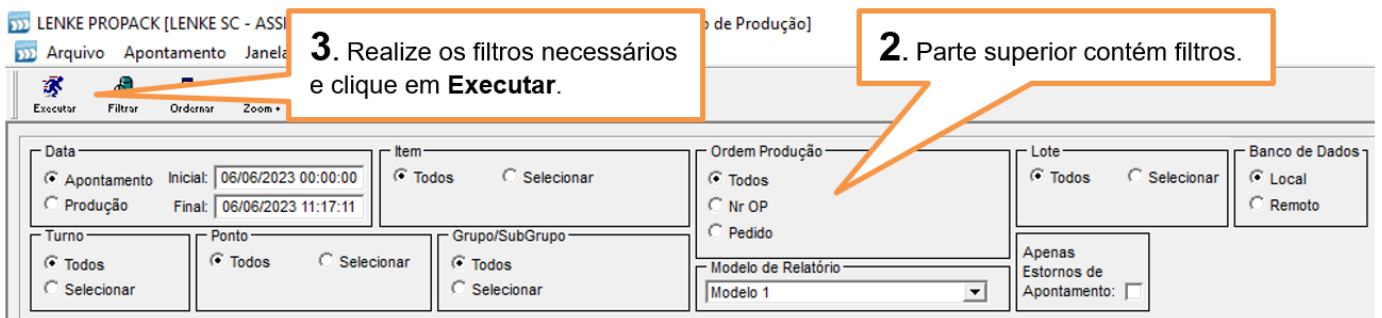 LENKE PROPACK [LENKE SC - ASS
o de Produção]
3. Realize os filtros necessários
e clique em Executar.
2. Parte superior contém filtros.
Arquivo Apontamento Janela
Executar Filtrar Ordernar Zoom +
Data
Apontamento Inicial: 06/06/2023 00:00:00
Produção Final: 06/06/2023 11:17:11
Item
Todos Selecionar
Ordem Produção
Todos
Nr OP
Pedido
Lote
Todos Selecionar
Banco de Dados
Local
Remoto
Turno
Todos
Selecionar
Ponto
Todos Selecionar
Grupo/SubGrupo
Todos
Selecionar
Modelo de Relatório
Modelo 1
Apenas
Estornos de
Apontamento: